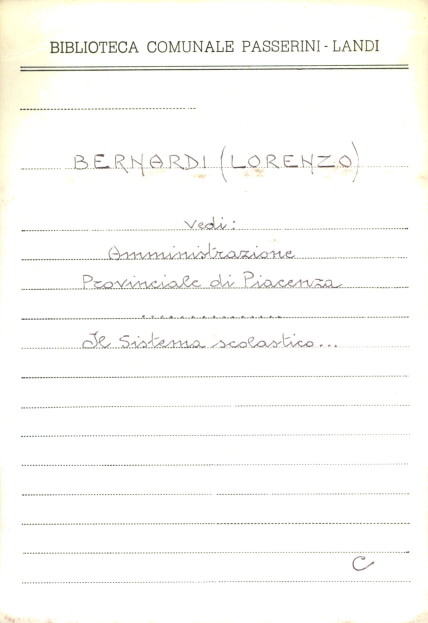 BIBLIOTECA COMUNALE PASSERINI - LANDI
BERNARDI (LORENZO)
Vedi:
Amministrazione
Provinciale di Piacenza
................
Il Sistema scolastico...
C